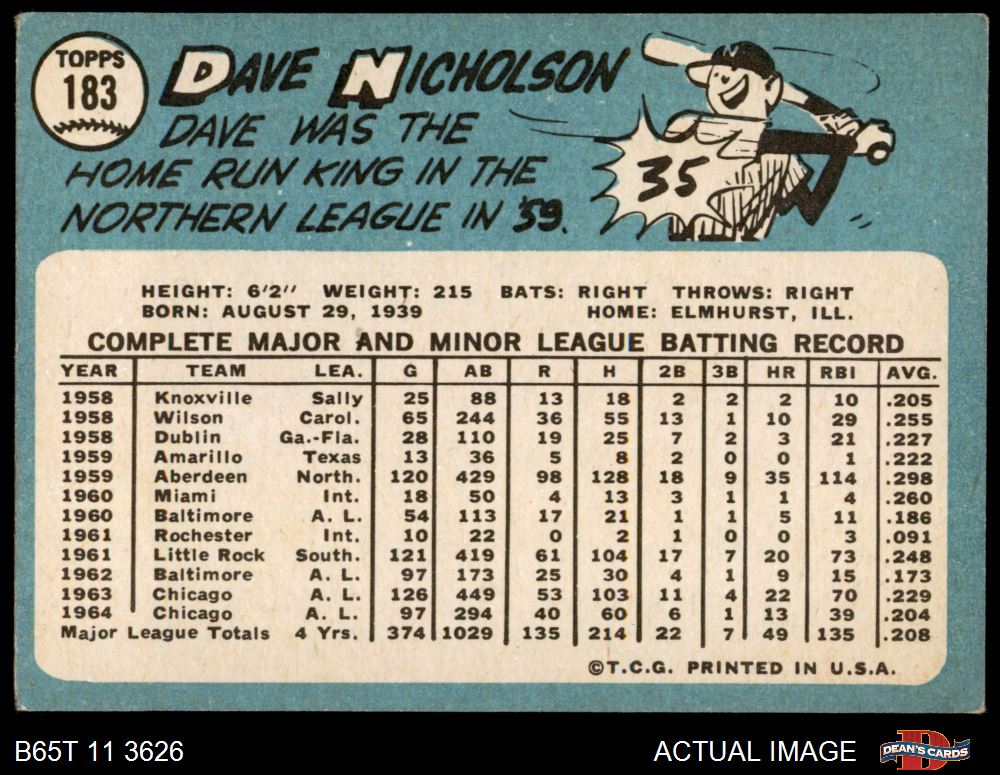 TOPPS
183
DAVE NICHOLSON
DAVE WAS THE
HOME RUN KING IN THE
NORTHERN LEAGUE IN '59.
35
HEIGHT: 6'2" WEIGHT: 215 BATS: RIGHT THROWS: RIGHT
BORN: AUGUST 29, 1939 HOME: ELMHURST, ILL.
COMPLETE MAJOR AND MINOR LEAGUE BATTING RECORD
YEAR TEAM LEA. G AB R H 2B 3B HR RBI AVG.
1958 Knoxville Sally 25 88 13 18 2 2 2 10 .205
1958 Wilson Carol. 65 244 36 55 13 1 10 29 .255
1958 Dublin Ga.-Fla. 28 110 19 25 7 2 3 21 .227
1959 Amarillo Texas 13 36 5 8 2 0 0 1 .222
1959 Aberdeen North. 120 429 98 128 18 9 35 114 .298
1960 Miami Int. 18 50 4 13 3 1 1 4 .260
1960 Baltimore A. L. 54 113 17 21 1 1 5 11 .186
1961 Rochester Int. 10 22 0 2 1 0 0 3 .091
1961 Little Rock South. 121 419 61 104 17 7 20 73 .248
1962 Baltimore A. L. 97 173 25 30 4 1 9 15 .173
1963 Chicago A. L. 126 449 53 103 11 4 22 70 .229
1964 Chicago A. L. 97 294 40 60 6 1 13 39 .204
Major League Totals 4 Yrs. 374 1029 135 214 22 7 49 135 .208
©T.C.G. PRINTED IN U.S.A.
B65T 11 3626 ACTUAL IMAGE DEAN'S CARDS